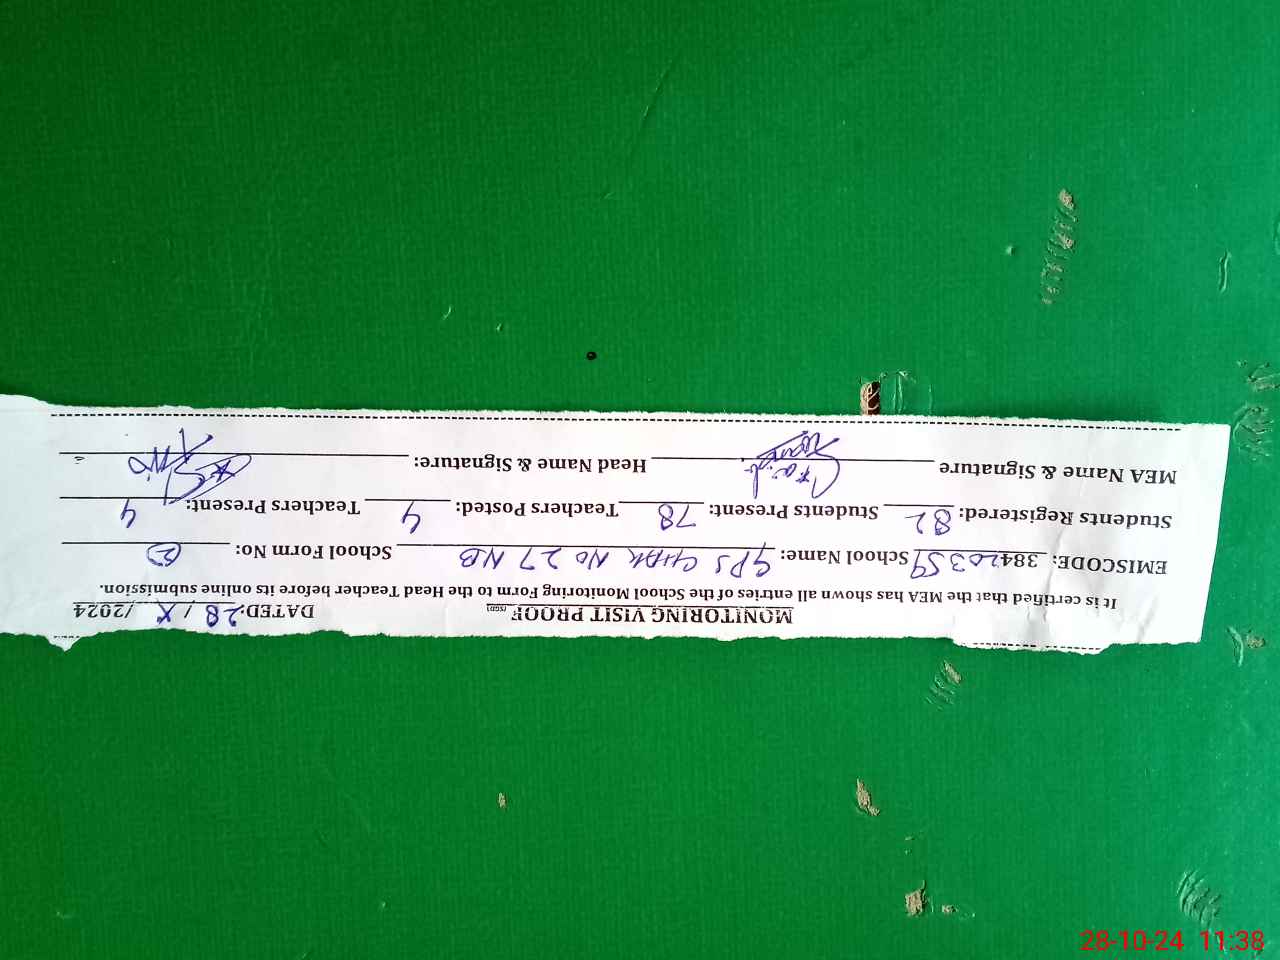 MONITORING VISIT PROOF (SGD) DATED: 28 / X /2024
It is certified that the MEA has shown all entries of the School Monitoring Form to the Head Teacher before its online submission.
EMISCODE: 38420359 School Name: GPS CHAK NO 27 NB School Form No: 2
Students Registered: 82 Students Present: 78 Teachers Posted: 4 Teachers Present: 4
MEA Name & Signature Head Name & Signature:
28-10-24 11:38